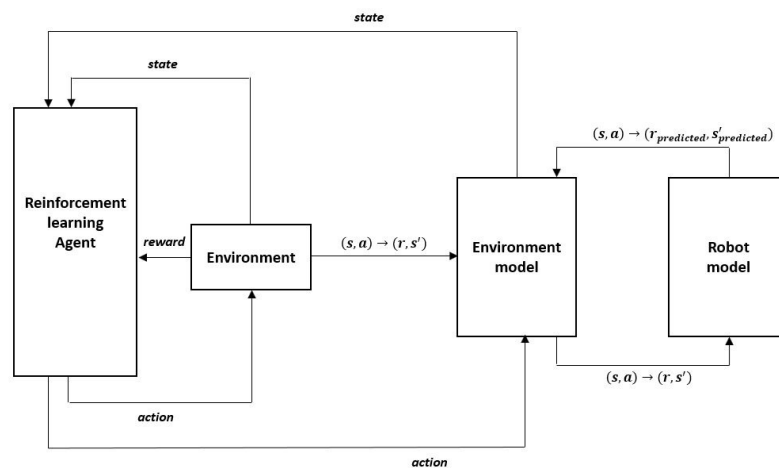 state
state
(s, a) → (r_predicted, s'_predicted)
Reinforcement
learning
Agent
reward
Environment
(s, a) → (r, s')
Environment
model
Robot
model
(s, a) → (r, s')
action
action